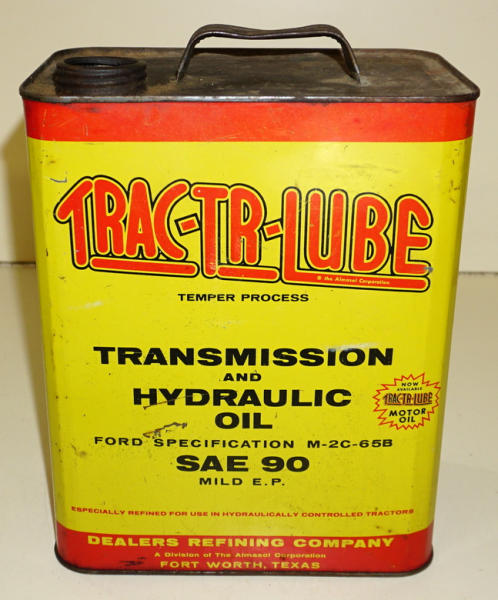 TRAC-TR-LUBE
© the Almasol Corporation
TEMPER PROCESS
TRANSMISSION
AND
HYDRAULIC
OIL
FORD SPECIFICATION M-2C-65B
SAE 90
MILD E.P.
NOW
AVAILABLE
TRAC-TR-LUBE
MOTOR
OIL
ESPECIALLY REFINED FOR USE IN HYDRAULICALLY CONTROLLED TRACTORS
DEALERS REFINING COMPANY
A Division of The Almasol Corporation
FORT WORTH, TEXAS